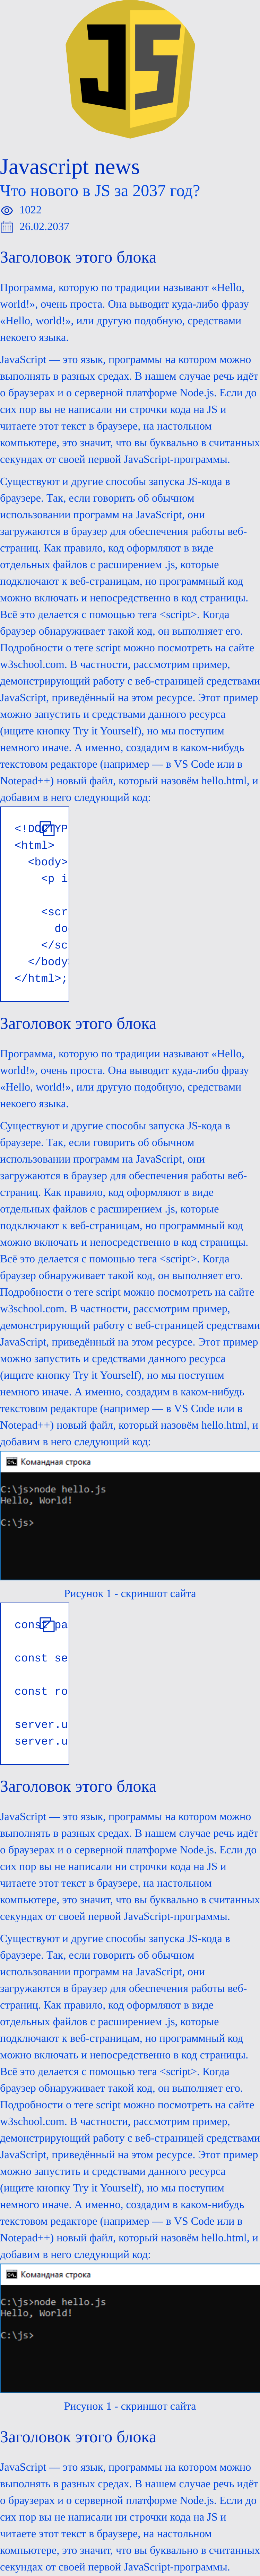 JS
Javascript news
Что нового в JS за 2037 год?
1022
26.02.2037
Заголовок этого блока
Программа, которую по традиции называют «Hello,
world!», очень проста. Она выводит куда-либо фразу
«Hello, world!», или другую подобную, средствами
некоего языка.
JavaScript — это язык, программы на котором можно
выполнять в разных средах. В нашем случае речь идёт
о браузерах и о серверной платформе Node.js. Если до
сих пор вы не написали ни строчки кода на JS и
читаете этот текст в браузере, на настольном
компьютере, это значит, что вы буквально в считанных
секундах от своей первой JavaScript-программы.
Существуют и другие способы запуска JS-кода в
браузере. Так, если говорить об обычном
использовании программ на JavaScript, они
загружаются в браузер для обеспечения работы веб-
страниц. Как правило, код оформляют в виде
отдельных файлов с расширением .js, которые
подключают к веб-страницам, но программный код
можно включать и непосредственно в код страницы.
Всё это делается с помощью тега <script>. Когда
браузер обнаруживает такой код, он выполняет его.
Подробности о теге script можно посмотреть на сайте
w3school.com. В частности, рассмотрим пример,
демонстрирующий работу с веб-страницей средствами
JavaScript, приведённый на этом ресурсе. Этот пример
можно запустить и средствами данного ресурса
(ищите кнопку Try it Yourself), но мы поступим
немного иначе. А именно, создадим в каком-нибудь
текстовом редакторе (например — в VS Code или в
Notepad++) новый файл, который назовём hello.html, и
добавим в него следующий код:
<!DOCTYP
<html>
<body>
<p i
<scr
do
</sc
</body
</html>;
Заголовок этого блока
Программа, которую по традиции называют «Hello,
world!», очень проста. Она выводит куда-либо фразу
«Hello, world!», или другую подобную, средствами
некоего языка.
Существуют и другие способы запуска JS-кода в
браузере. Так, если говорить об обычном
использовании программ на JavaScript, они
загружаются в браузер для обеспечения работы веб-
страниц. Как правило, код оформляют в виде
отдельных файлов с расширением .js, которые
подключают к веб-страницам, но программный код
можно включать и непосредственно в код страницы.
Всё это делается с помощью тега <script>. Когда
браузер обнаруживает такой код, он выполняет его.
Подробности о теге script можно посмотреть на сайте
w3school.com. В частности, рассмотрим пример,
демонстрирующий работу с веб-страницей средствами
JavaScript, приведённый на этом ресурсе. Этот пример
можно запустить и средствами данного ресурса
(ищите кнопку Try it Yourself), но мы поступим
немного иначе. А именно, создадим в каком-нибудь
текстовом редакторе (например — в VS Code или в
Notepad++) новый файл, который назовём hello.html, и
добавим в него следующий код:
Командная строка
C:\js>node hello.js
Hello, World!
C:\js>
Рисунок 1 - скриншот сайта
const pa
const se
const ro
server.u
server.u
Заголовок этого блока
JavaScript — это язык, программы на котором можно
выполнять в разных средах. В нашем случае речь идёт
о браузерах и о серверной платформе Node.js. Если до
сих пор вы не написали ни строчки кода на JS и
читаете этот текст в браузере, на настольном
компьютере, это значит, что вы буквально в считанных
секундах от своей первой JavaScript-программы.
Существуют и другие способы запуска JS-кода в
браузере. Так, если говорить об обычном
использовании программ на JavaScript, они
загружаются в браузер для обеспечения работы веб-
страниц. Как правило, код оформляют в виде
отдельных файлов с расширением .js, которые
подключают к веб-страницам, но программный код
можно включать и непосредственно в код страницы.
Всё это делается с помощью тега <script>. Когда
браузер обнаруживает такой код, он выполняет его.
Подробности о теге script можно посмотреть на сайте
w3school.com. В частности, рассмотрим пример,
демонстрирующий работу с веб-страницей средствами
JavaScript, приведённый на этом ресурсе. Этот пример
можно запустить и средствами данного ресурса
(ищите кнопку Try it Yourself), но мы поступим
немного иначе. А именно, создадим в каком-нибудь
текстовом редакторе (например — в VS Code или в
Notepad++) новый файл, который назовём hello.html, и
добавим в него следующий код:
Командная строка
C:\js>node hello.js
Hello, World!
C:\js>
Рисунок 1 - скриншот сайта
Заголовок этого блока
JavaScript — это язык, программы на котором можно
выполнять в разных средах. В нашем случае речь идёт
о браузерах и о серверной платформе Node.js. Если до
сих пор вы не написали ни строчки кода на JS и
читаете этот текст в браузере, на настольном
компьютере, это значит, что вы буквально в считанных
секундах от своей первой JavaScript-программы.